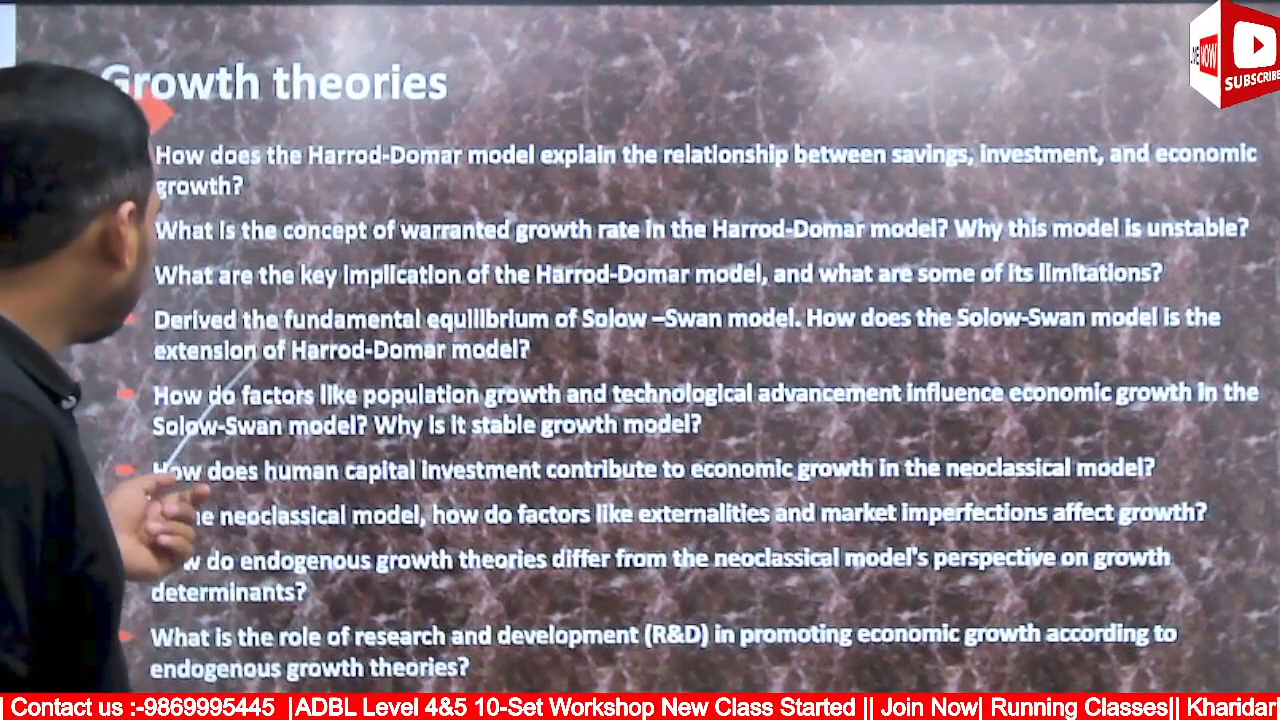 Growth theories
How does the Harrod-Domar model explain the relationship between savings, investment, and economic
growth?
What is the concept of warranted growth rate in the Harrod-Domar model? Why this model is unstable?
What are the key implication of the Harrod-Domar model, and what are some of its limitations?
Derived the fundamental equilibrium of Solow –Swan model. How does the Solow-Swan model is the
extension of Harrod-Domar model?
How do factors like population growth and technological advancement influence economic growth in the
Solow-Swan model? Why is it stable growth model?
How does human capital investment contribute to economic growth in the neoclassical model?
neoclassical model, how do factors like externalities and market imperfections affect growth?
do endogenous growth theories differ from the neoclassical model's perspective on growth
determinants?
What is the role of research and development (R&D) in promoting economic growth according to
endogenous growth theories?
LIVE NOW
SUBSCRIBE
| Contact us :-9869995445 |ADBL Level 4&5 10-Set Workshop New Class Started || Join Now| Running Classes|| Kharidar